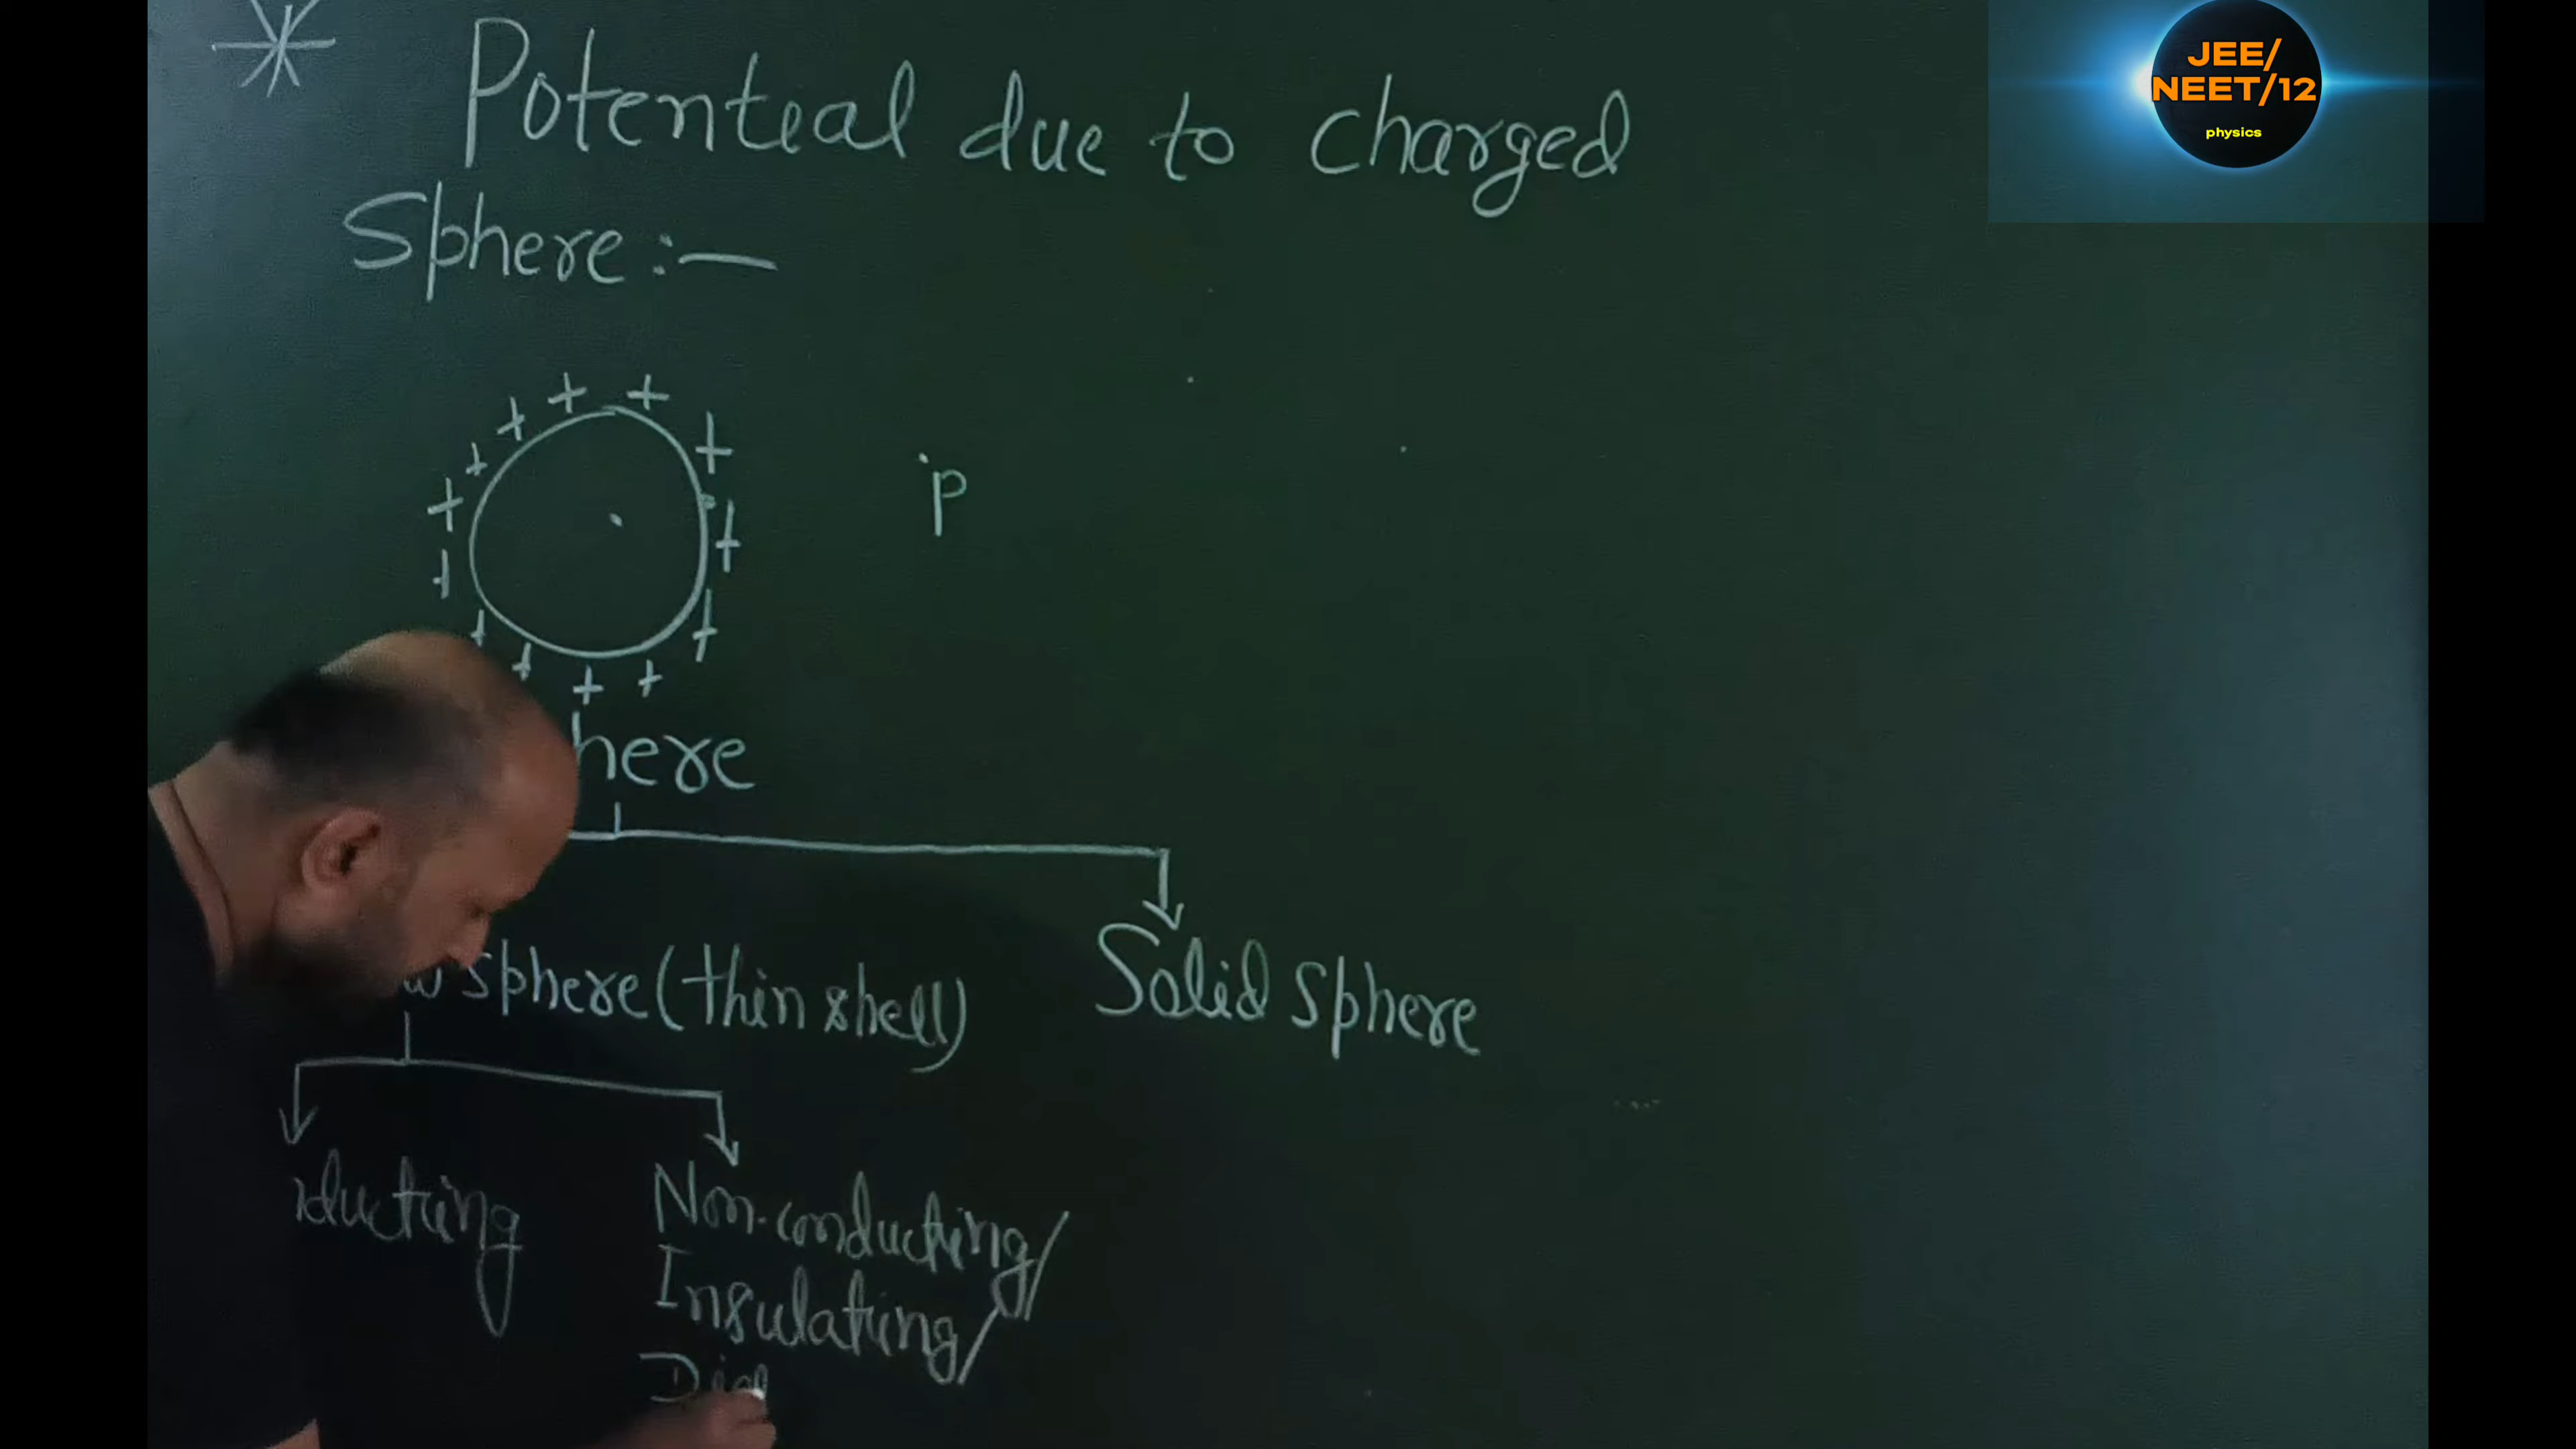 * Potential due to charged
Sphere:—
JEE/
NEET/12
physics
+ + + + + + + + + + + + + +
P
here
w sphere (thin shell)
Solid sphere
ducting
Non-conducting/
Insulating/
Die